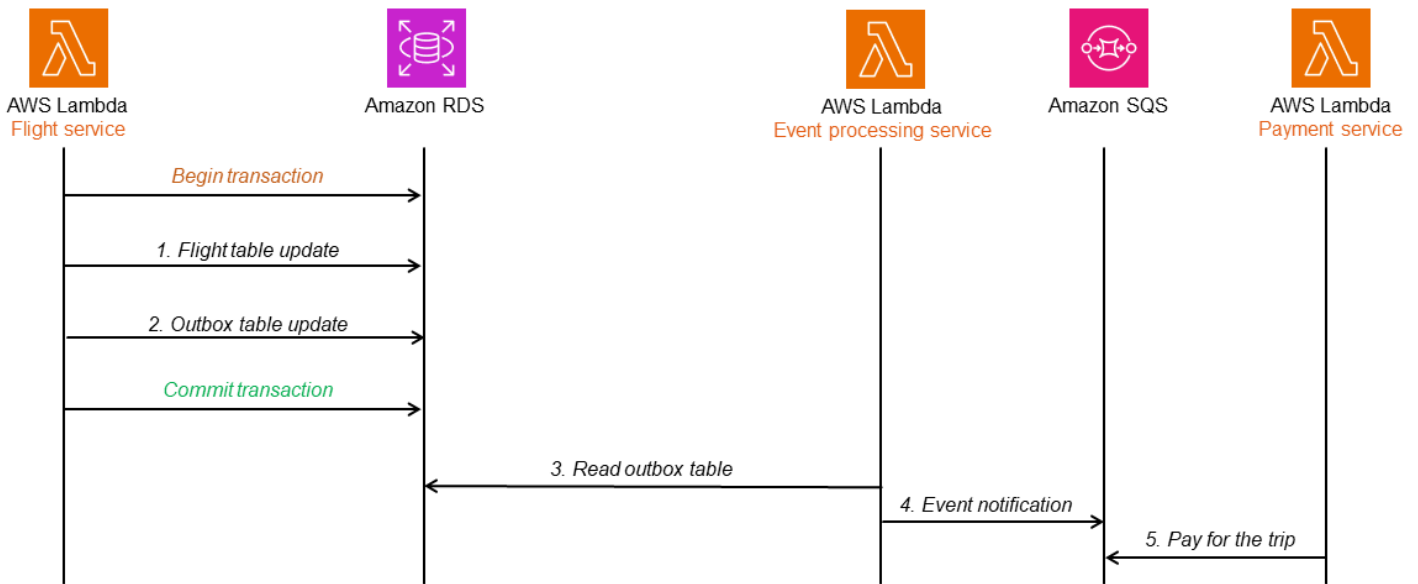 AWS Lambda
Flight service
Amazon RDS
AWS Lambda
Event processing service
Amazon SQS
AWS Lambda
Payment service
Begin transaction
1. Flight table update
2. Outbox table update
Commit transaction
3. Read outbox table
4. Event notification
5. Pay for the trip